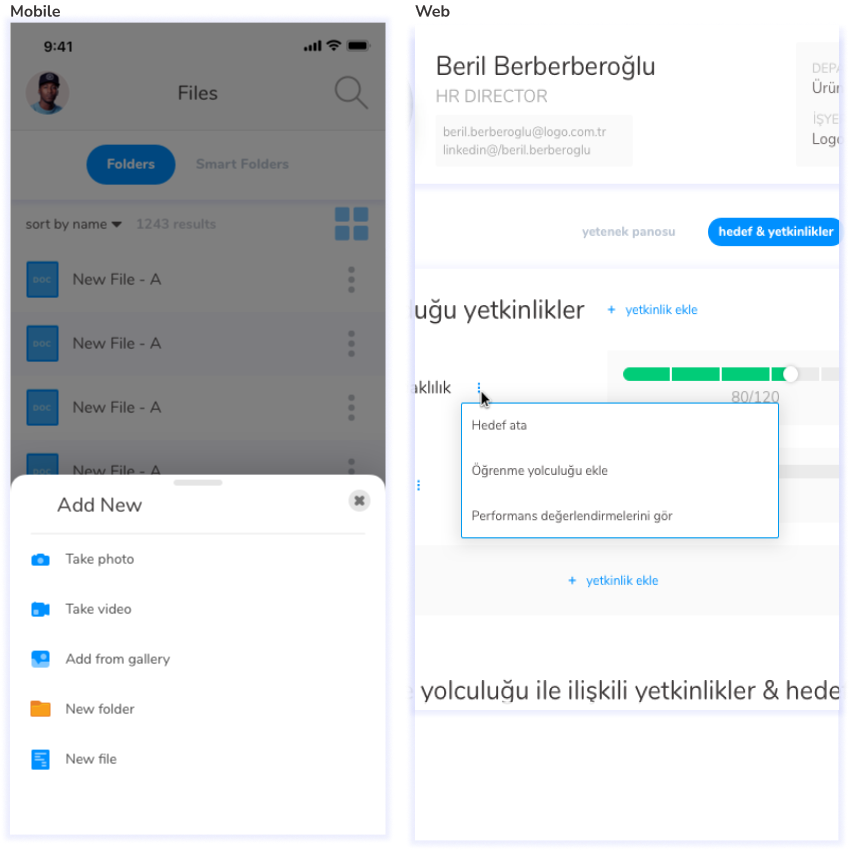 Mobile
9:41
Files
Folders
Smart Folders
sort by name
1243 results
DOC
New File - A
DOC
New File - A
DOC
New File - A
DOC
New File - A
Add New
Take photo
Take video
Add from gallery
New folder
New file
Web
Beril Berberberoğlu
HR DIRECTOR
beril.berberoglu@logo.com.tr
linkedin@/beril.berberoglu
DEPA
Ürür
İŞYE
Logo
yetenek panosu
hedef & yetkinlikler
uğu yetkinlikler
+ yetkinlik ekle
aklılık
80/120
Hedef ata
Öğrenme yolculuğu ekle
Performans değerlendirmelerini gör
+ yetkinlik ekle
yolculuğu ile ilişkili yetkinlikler & hede